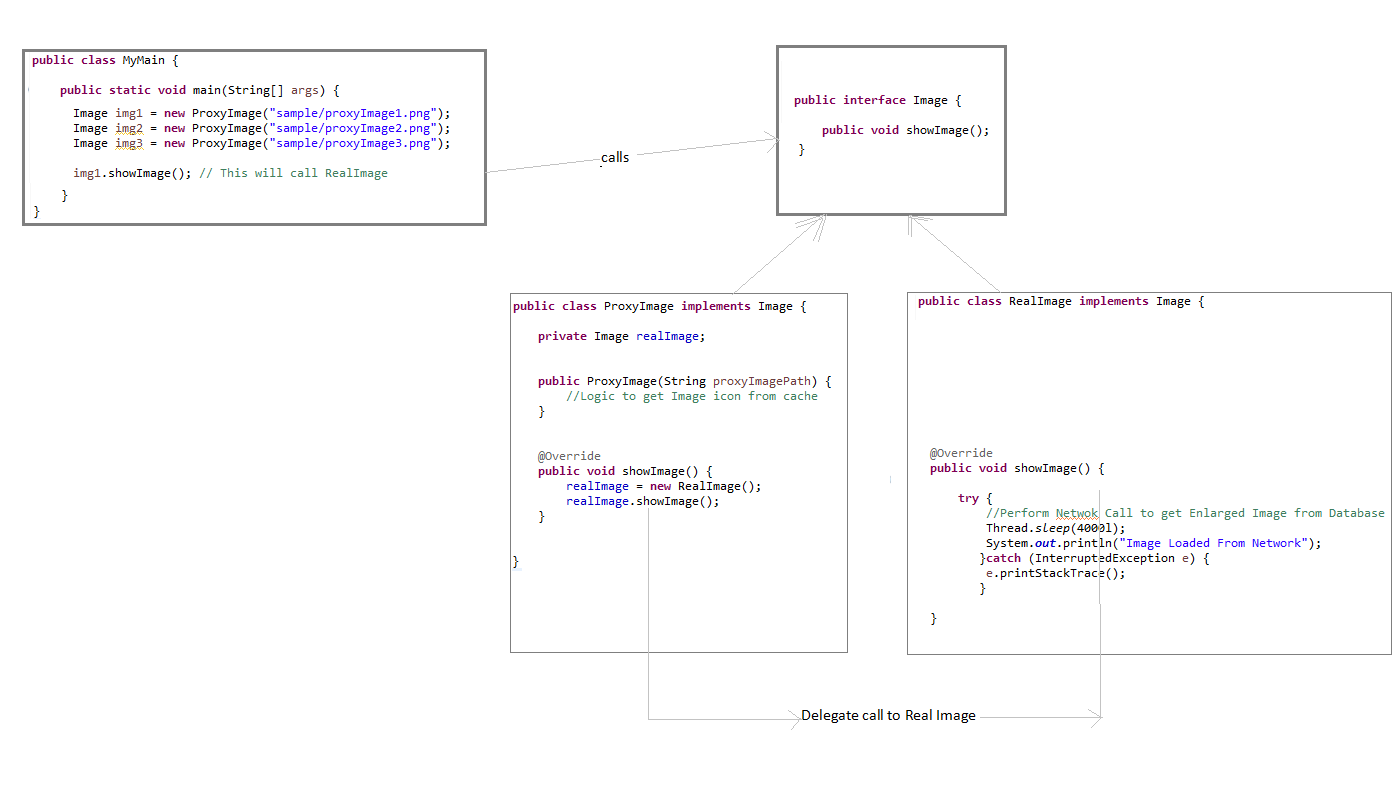 public class MyMain {
public static void main(String[] args) {
Image img1 = new ProxyImage("sample/proxyImage1.png");
Image img2 = new ProxyImage("sample/proxyImage2.png");
Image img3 = new ProxyImage("sample/proxyImage3.png");
img1.showImage(); // This will call RealImage
}
}
calls
public interface Image {
public void showImage();
}
public class ProxyImage implements Image {
private Image realImage;
public ProxyImage(String proxyImagePath) {
//Logic to get Image icon from cache
}
@Override
public void showImage() {
realImage = new RealImage();
realImage.showImage();
}
}
public class RealImage implements Image {
@Override
public void showImage() {
try {
//Perform Netwok Call to get Enlarged Image from Database
Thread.sleep(4000l);
System.out.println("Image Loaded From Network");
}catch (InterruptedException e) {
e.printStackTrace();
}
}
Delegate call to Real Image